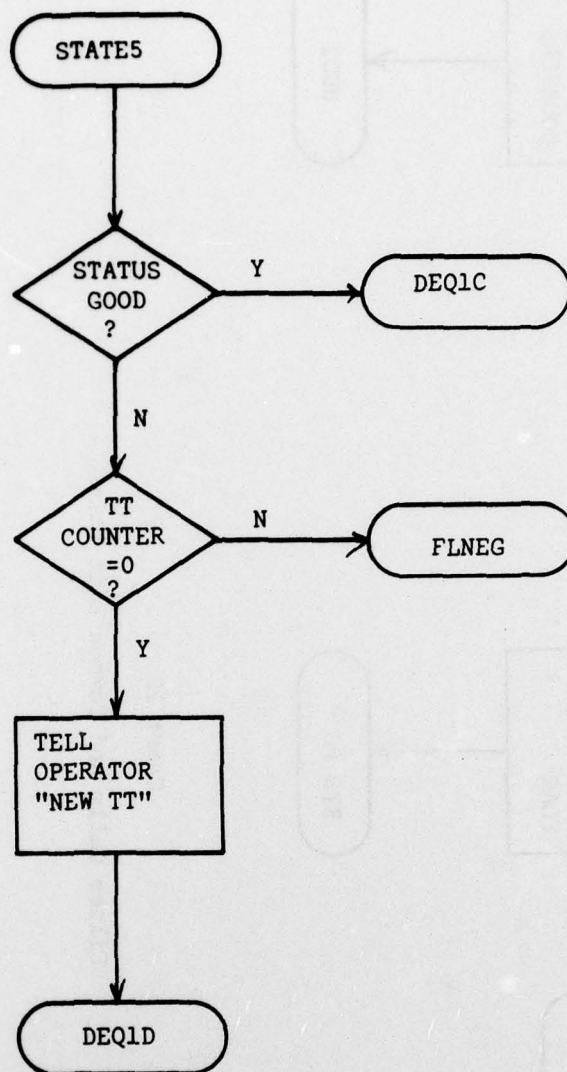 STATE5
STATUS
GOOD
?
Y
DEQ1C
N
TT
COUNTER
=0
?
N
FLNEG
Y
TELL
OPERATOR
"NEW TT"
DEQ1D